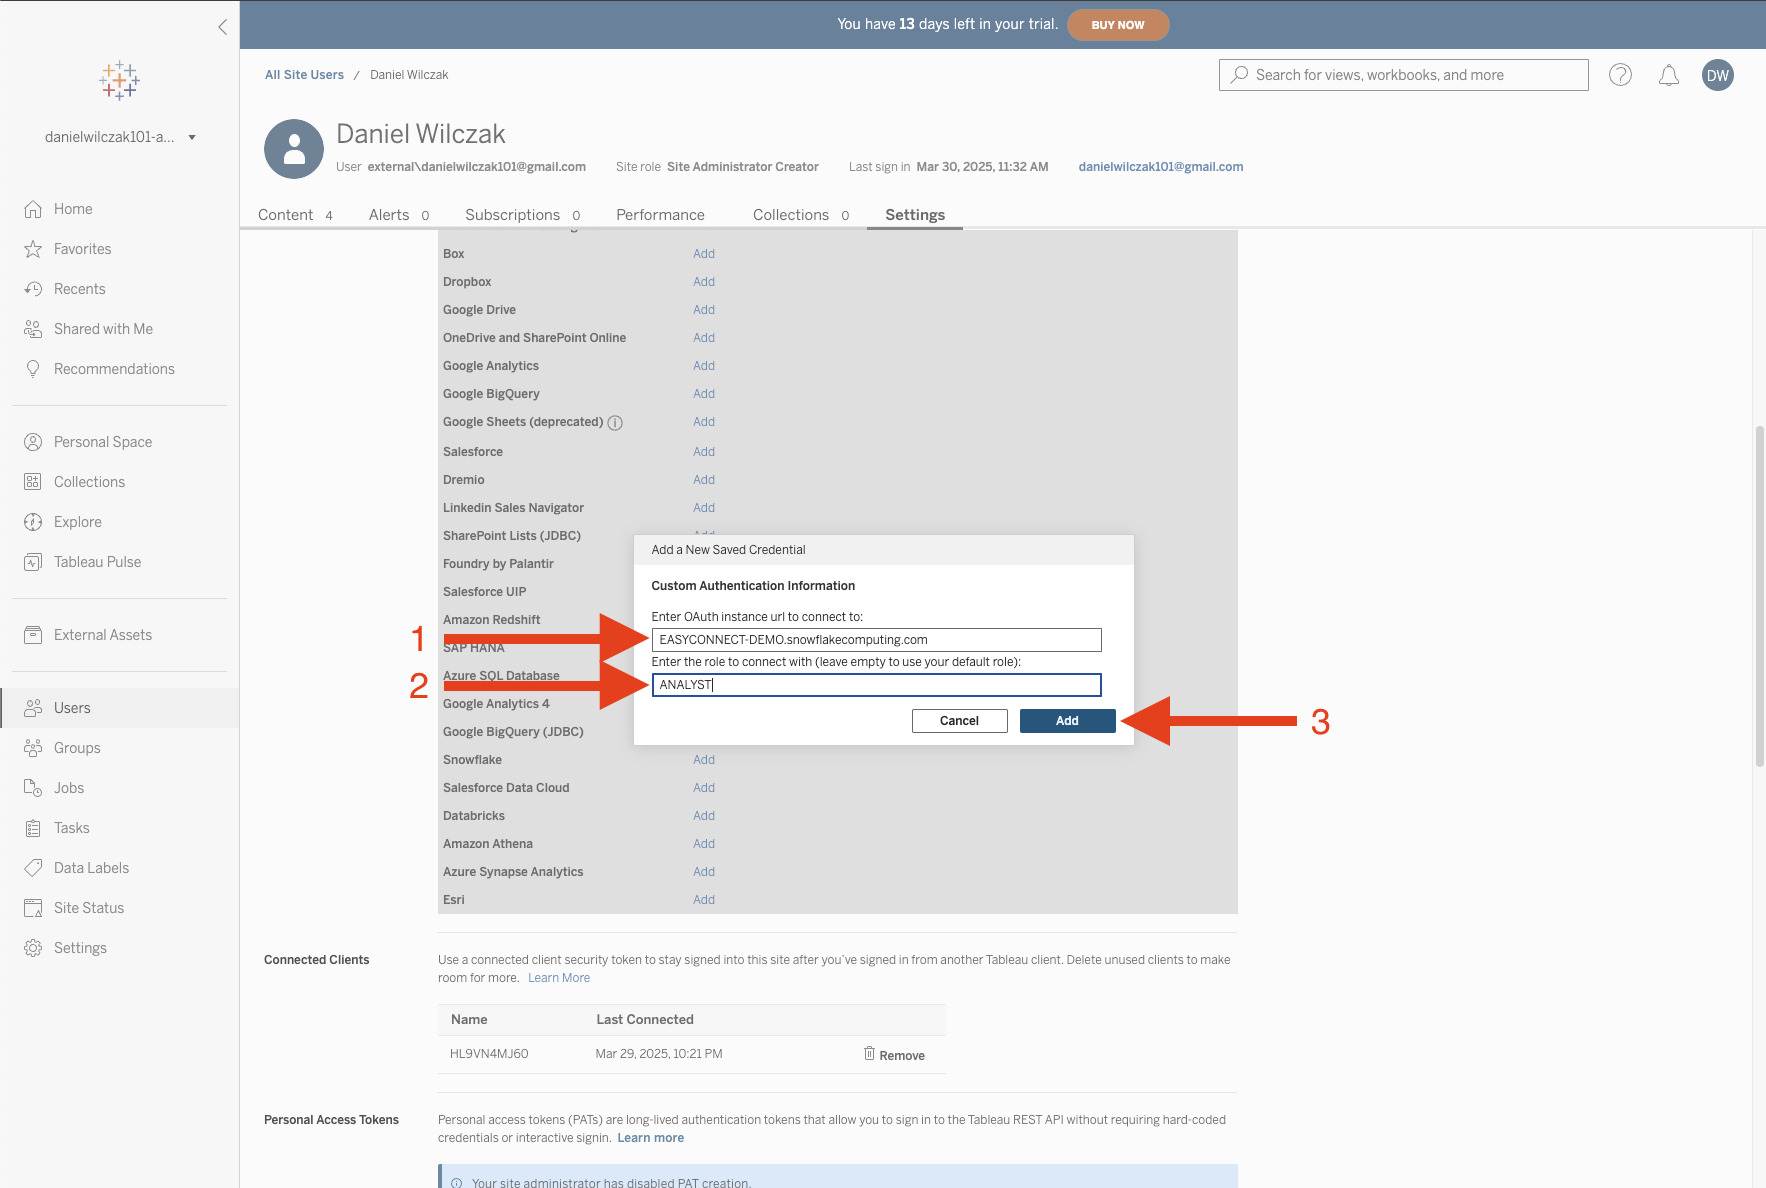 You have 13 days left in your trial. BUY NOW
danielwilczak101-a...
Home
Favorites
Recents
Shared with Me
Recommendations
Personal Space
Collections
Explore
Tableau Pulse
External Assets
Users
Groups
Jobs
Tasks
Data Labels
Site Status
Settings
All Site Users / Daniel Wilczak
Search for views, workbooks, and more
? DW
Daniel Wilczak
User external\danielwilczak101@gmail.com Site role Site Administrator Creator Last sign in Mar 30, 2025, 11:32 AM danielwilczak101@gmail.com
Content 4 Alerts 0 Subscriptions 0 Performance Collections 0 Settings
Box Add
Dropbox Add
Google Drive Add
OneDrive and SharePoint Online Add
Google Analytics Add
Google BigQuery Add
Google Sheets (deprecated) Add
Salesforce Add
Dremio Add
Linkedin Sales Navigator Add
SharePoint Lists (JDBC) Add
Foundry by Palantir
Salesforce UIP
Amazon Redshift
SAP HANA
Azure SQL Database
Google Analytics 4
Google BigQuery (JDBC)
Snowflake Add
Salesforce Data Cloud Add
Databricks Add
Amazon Athena Add
Azure Synapse Analytics Add
Esri Add
Add a New Saved Credential
Custom Authentication Information
Enter OAuth instance url to connect to:
1 EASYCONNECT-DEMO.snowflakecomputing.com
Enter the role to connect with (leave empty to use your default role):
2 ANALYST
Cancel Add 3
Connected Clients
Use a connected client security token to stay signed into this site after you've signed in from another Tableau client. Delete unused clients to make
room for more. Learn More
Name Last Connected
HL9VN4MJ60 Mar 29, 2025, 10:21 PM Remove
Personal Access Tokens
Personal access tokens (PATs) are long-lived authentication tokens that allow you to sign in to the Tableau REST API without requiring hard-coded
credentials or interactive signin. Learn more
Your site administrator has disabled PAT creation.